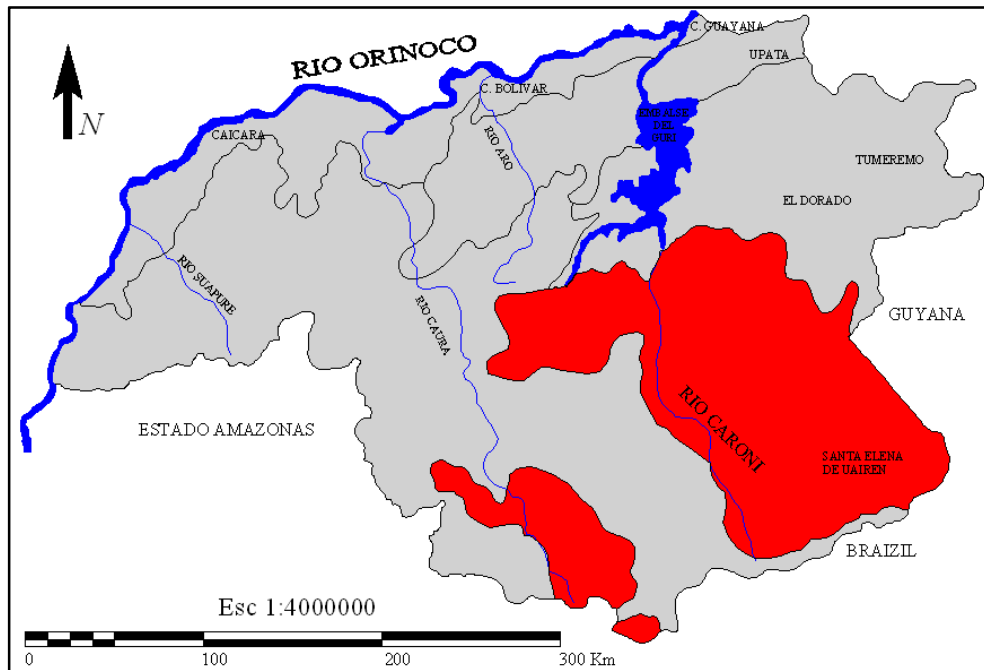 C. GUAYANA
RIO ORINOCO
UPATA
C. BOLIVAR
N
EMPALSE
DEL
GURI
CAICARA
RIO ARO
TUMEREMO
EL DORADO
RIO SUAPURE
RIO CAURA
GUYANA
RIO CARONI
ESTADO AMAZONAS
SANTA ELENA
DE UAIREN
BRAIZIL
Esc 1:4000000
0 100 200 300 Km